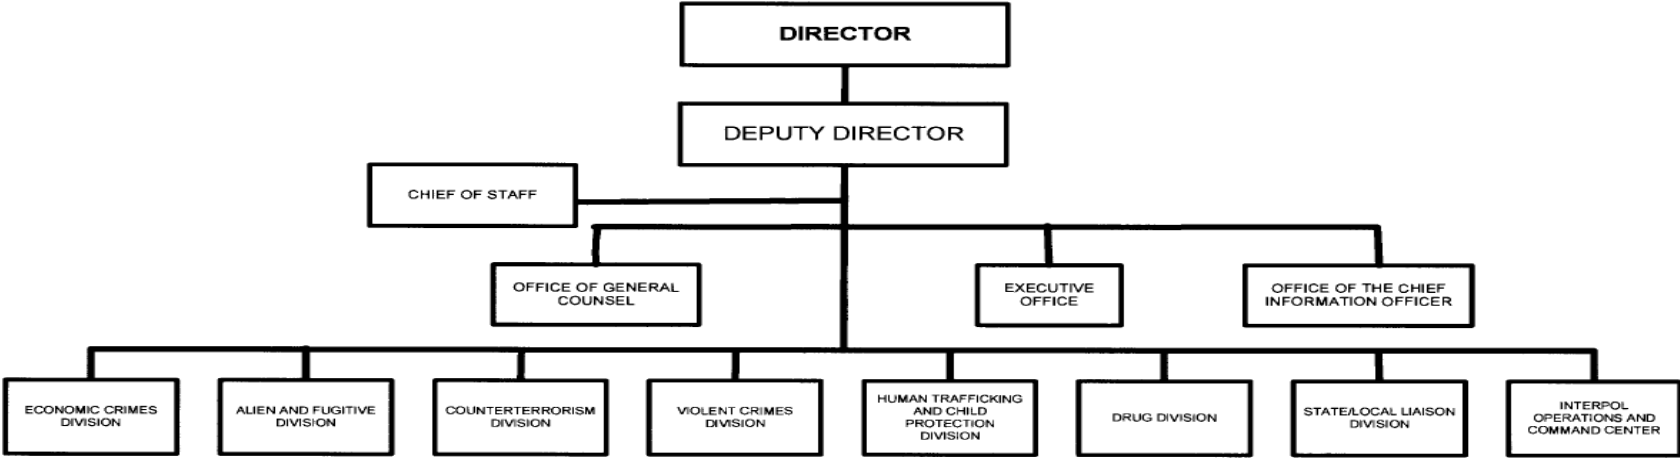 DIRECTOR
DEPUTY DIRECTOR
CHIEF OF STAFF
OFFICE OF GENERAL
COUNSEL
EXECUTIVE
OFFICE
OFFICE OF THE CHIEF
INFORMATION OFFICER
ECONOMIC CRIMES
DIVISION
ALIEN AND FUGITIVE
DIVISION
COUNTERTERRORISM
DIVISION
VIOLENT CRIMES
DIVISION
HUMAN TRAFFICKING
AND CHILD
PROTECTION
DIVISION
DRUG DIVISION
STATE/LOCAL LIAISON
DIVISION
INTERPOL
OPERATIONS AND
COMMAND CENTER